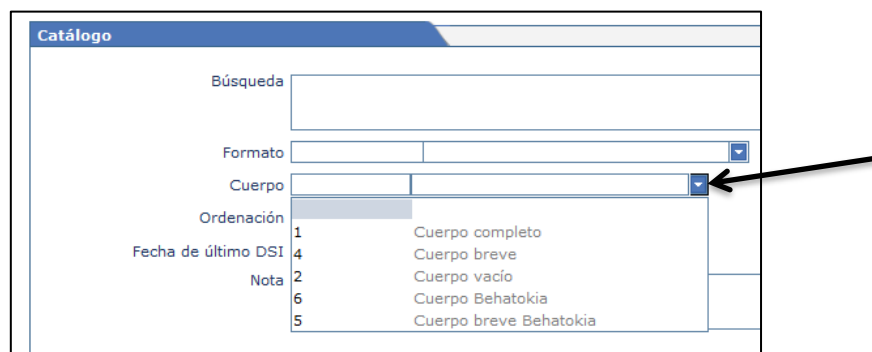 Catálogo
Búsqueda
Formato
Cuerpo
Ordenación
1 Cuerpo completo
Fecha de último DSI 4 Cuerpo breve
Nota 2 Cuerpo vacío
6 Cuerpo Behatokia
5 Cuerpo breve Behatokia